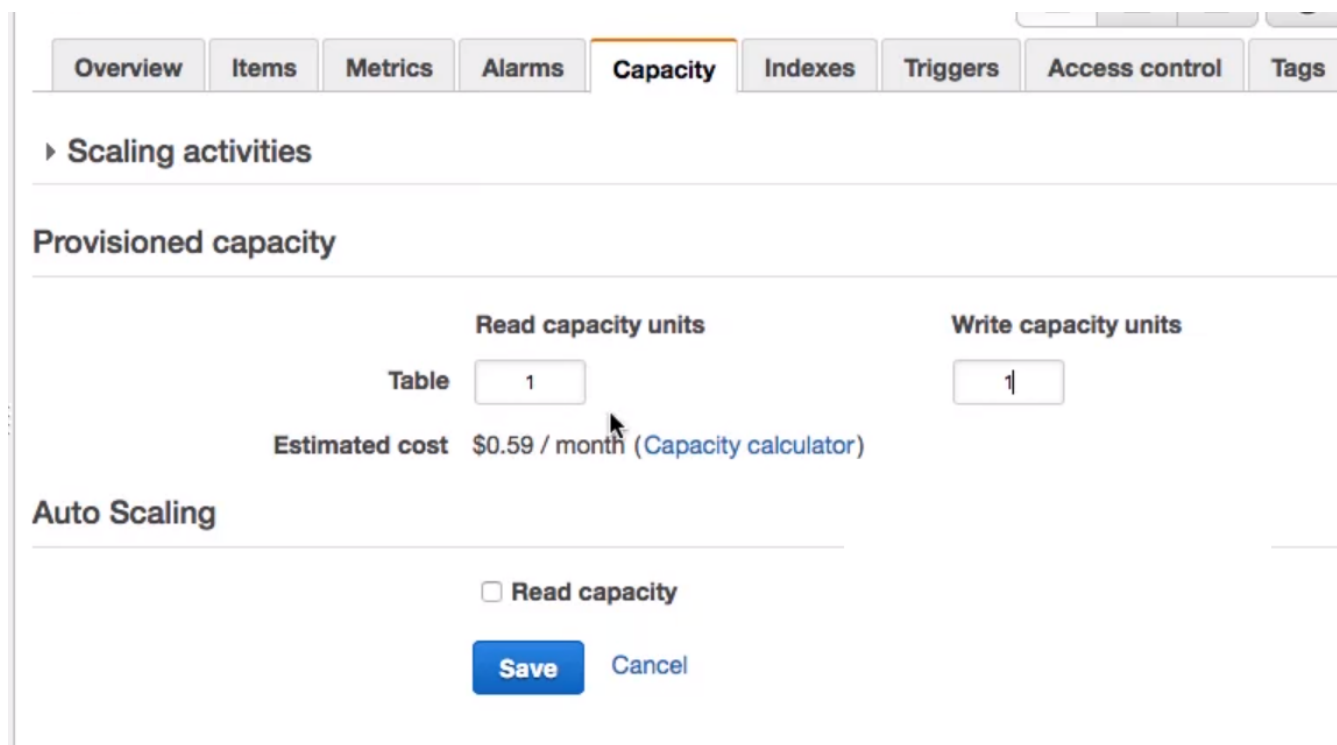 Overview Items Metrics Alarms Capacity Indexes Triggers Access control Tags
Scaling activities
Provisioned capacity
Read capacity units Write capacity units
Table 1 1
Estimated cost $0.59 / month (Capacity calculator)
Auto Scaling
Read capacity
Save Cancel